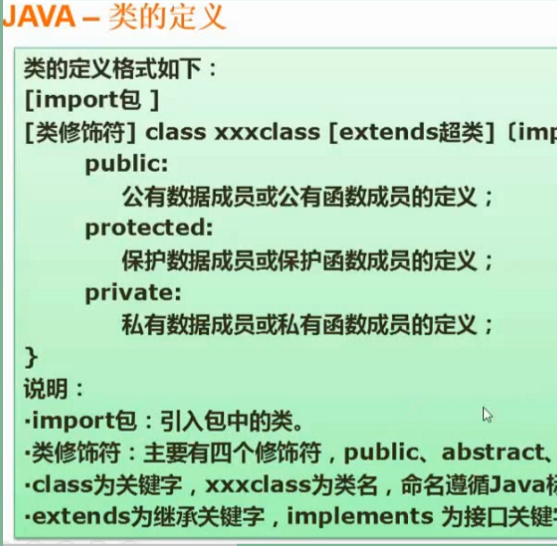 JAVA – 类的定义
类的定义格式如下：
[import包 ]
[类修饰符] class xxxclass [extends超类]〔imp
public:
公有数据成员或公有函数成员的定义；
protected:
保护数据成员或保护函数成员的定义；
private:
私有数据成员或私有函数成员的定义；
}
说明：
·import包：引入包中的类。
·类修饰符：主要有四个修饰符，public、abstract、
·class为关键字，xxxclass为类名，命名遵循Java标
·extends为继承关键字，implements 为接口关键字